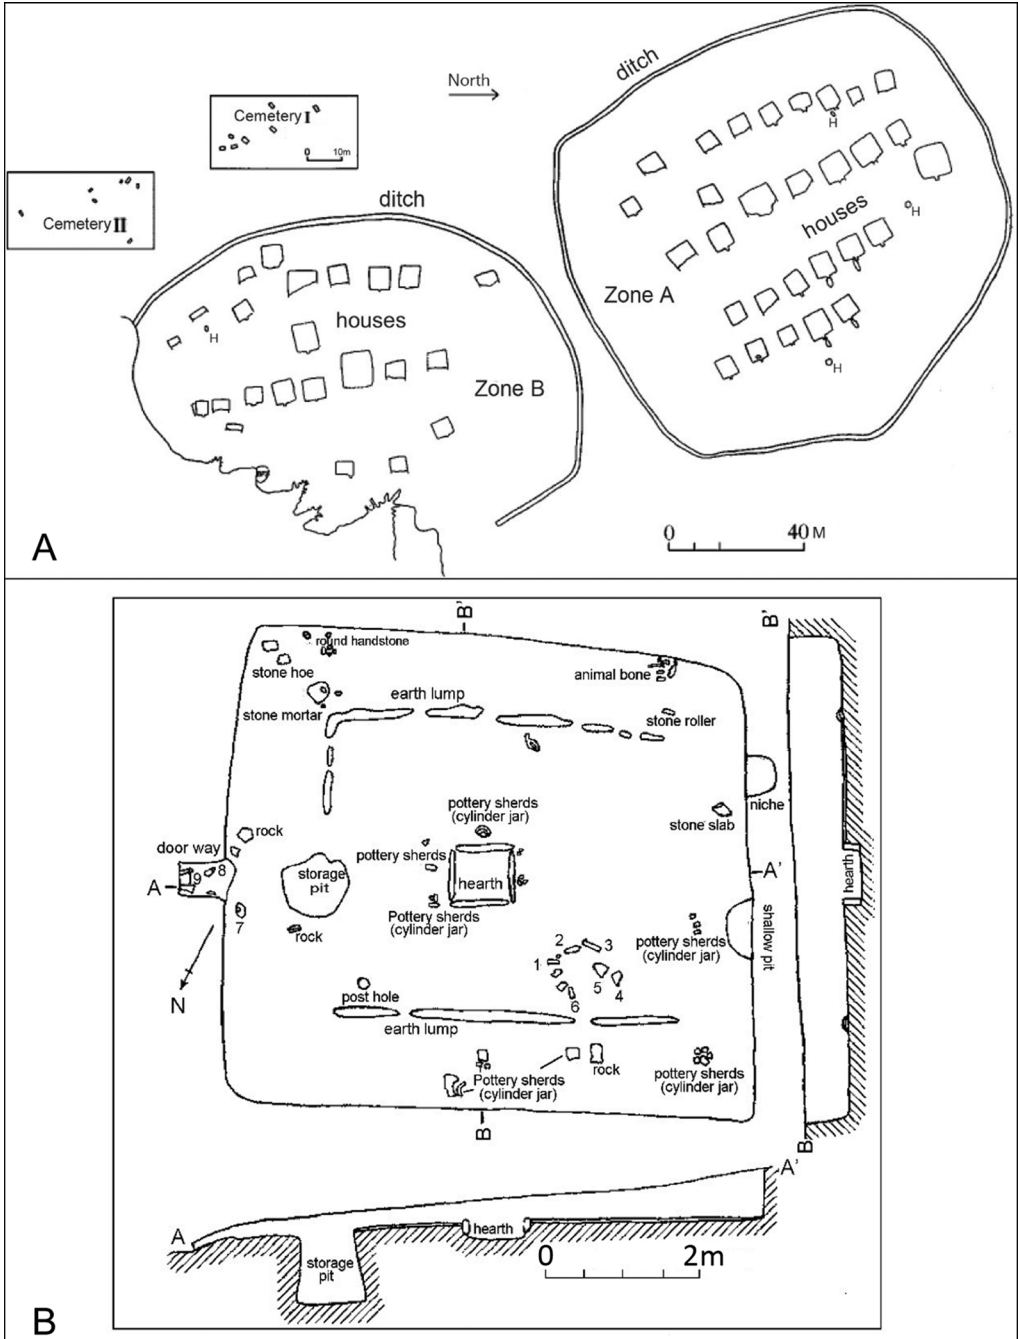 ditch
North
Cemetery I
0 10m
H
houses
H
ditch
Cemetery II
Zone A
houses
H
Zone B
H
0 40 M
A
B'
B'
round handstone
stone hoe
animal bone
earth lump
stone mortar
stone roller
niche
pottery sherds
(cylinder jar)
stone slab
rock
door way
pottery sherds
hearth
storage
pit
A
9
8
A'
hearth
7
rock
Pottery sherds
(cylinder jar)
pottery sherds
(cylinder jar)
shallow pit
N
2
3
1
5
4
6
post hole
earth lump
rock
Pottery sherds
(cylinder jar)
pottery sherds
(cylinder jar)
B
B
A'
A
hearth
storage
pit
0 2m
B